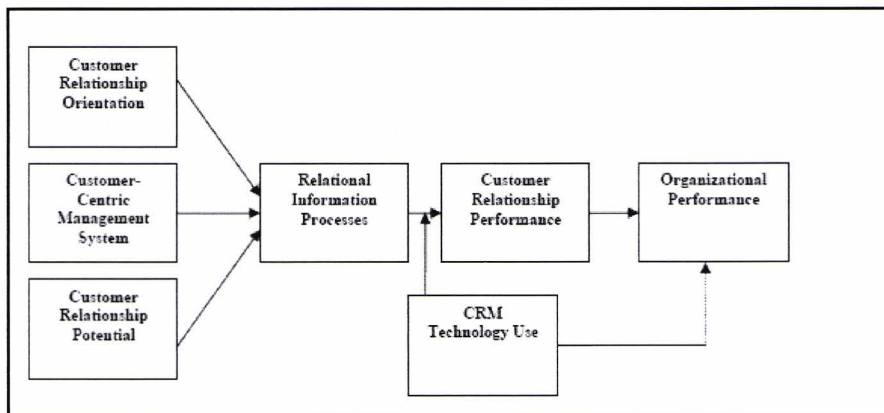 Customer
Relationship
Orientation
Customer-
Centric
Management
System
Customer
Relationship
Potential
Relational
Information
Processes
Customer
Relationship
Performance
Organizational
Performance
CRM
Technology Use